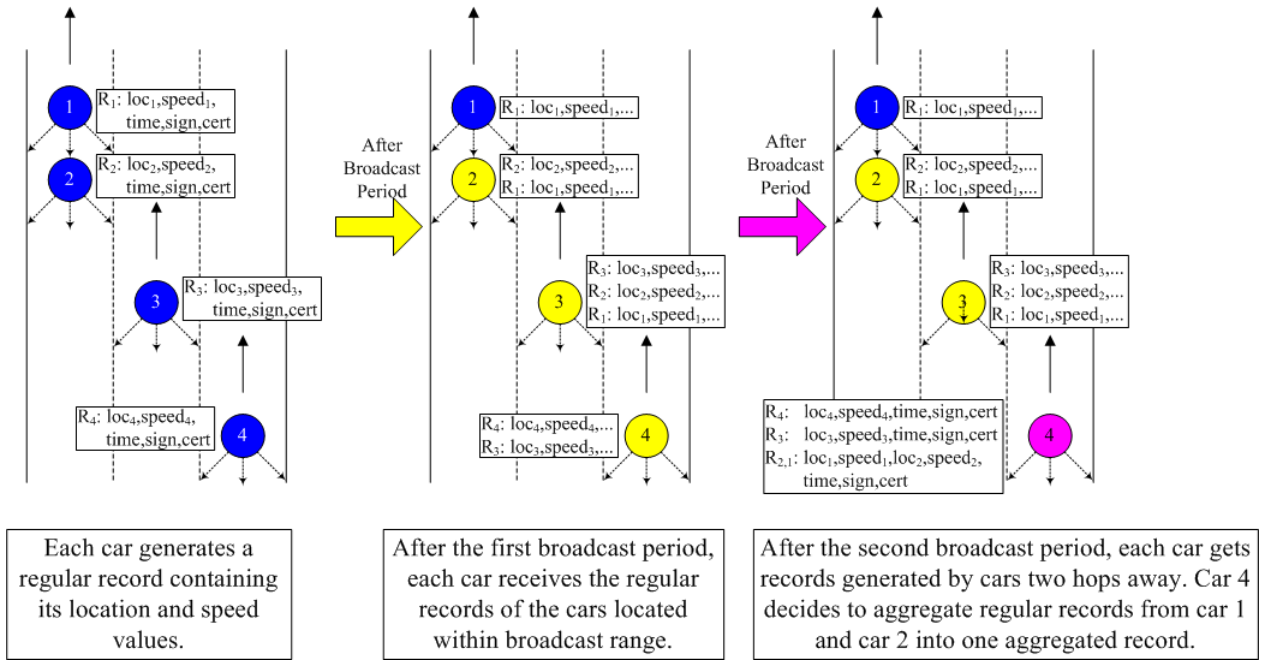 1
R₁: loc₁,speed₁,
time,sign,cert
2
R₂: loc₂,speed₂,
time,sign,cert
3
R₃: loc₃,speed₃,
time,sign,cert
R₄: loc₄,speed₄,
time,sign,cert
4
Each car generates a
regular record containing
its location and speed
values.
After
Broadcast
Period
1
R₁: loc₁,speed₁,...
2
R₂: loc₂,speed₂,...
R₁: loc₁,speed₁,...
3
R₃: loc₃,speed₃,...
R₂: loc₂,speed₂,...
R₁: loc₁,speed₁,...
R₄: loc₄,speed₄,...
R₃: loc₃,speed₃,...
4
After the first broadcast period,
each car receives the regular
records of the cars located
within broadcast range.
After
Broadcast
Period
1
R₁: loc₁,speed₁,...
2
R₂: loc₂,speed₂,...
R₁: loc₁,speed₁,...
3
R₃: loc₃,speed₃,...
R₂: loc₂,speed₂,...
R₁: loc₁,speed₁,...
R₄: loc₄,speed₄,time,sign,cert
R₃: loc₃,speed₃,time,sign,cert
R₂,₁: loc₁,speed₁,loc₂,speed₂,
time,sign,cert
4
After the second broadcast period, each car gets
records generated by cars two hops away. Car 4
decides to aggregate regular records from car 1
and car 2 into one aggregated record.